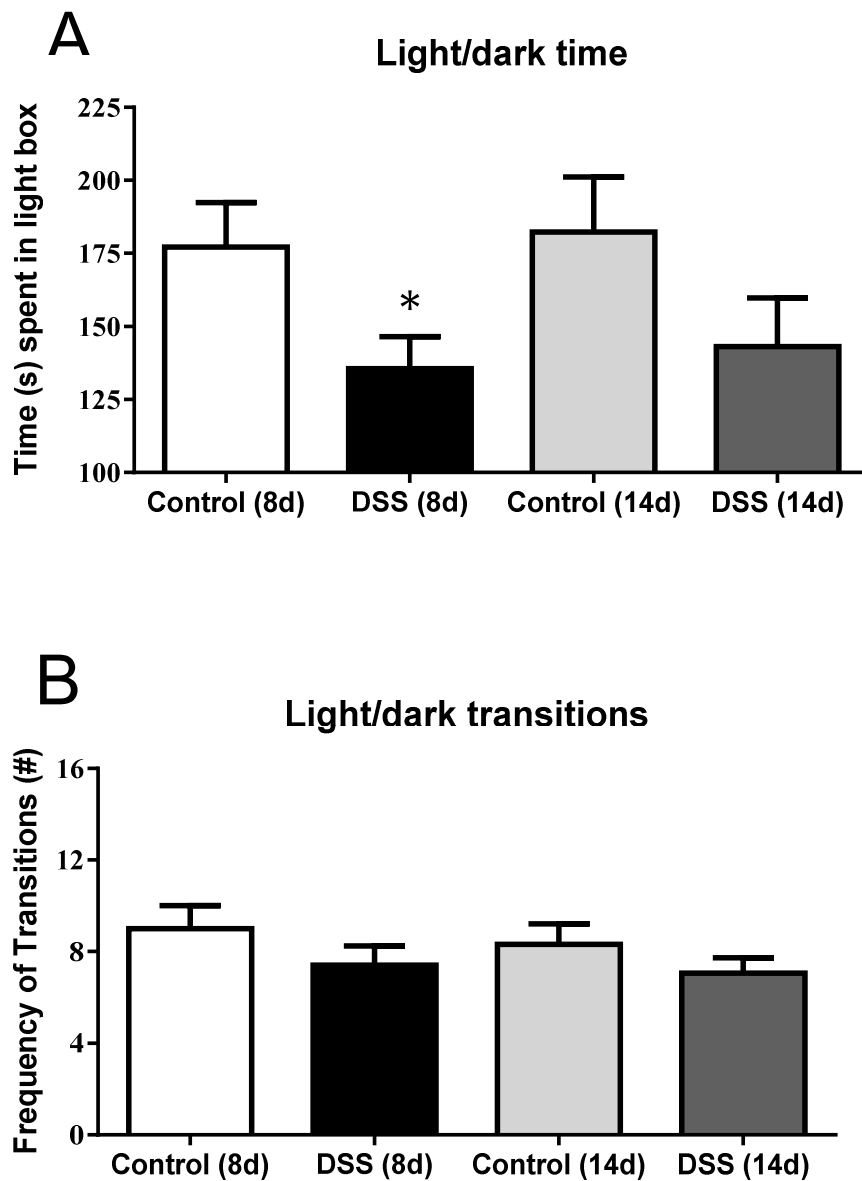 A
Light/dark time
Time (s) spent in light box
225
200
175
150
125
100
*
Control (8d) DSS (8d) Control (14d) DSS (14d)
B
Light/dark transitions
Frequency of Transitions (#)
16
12
8
4
0
Control (8d) DSS (8d) Control (14d) DSS (14d)